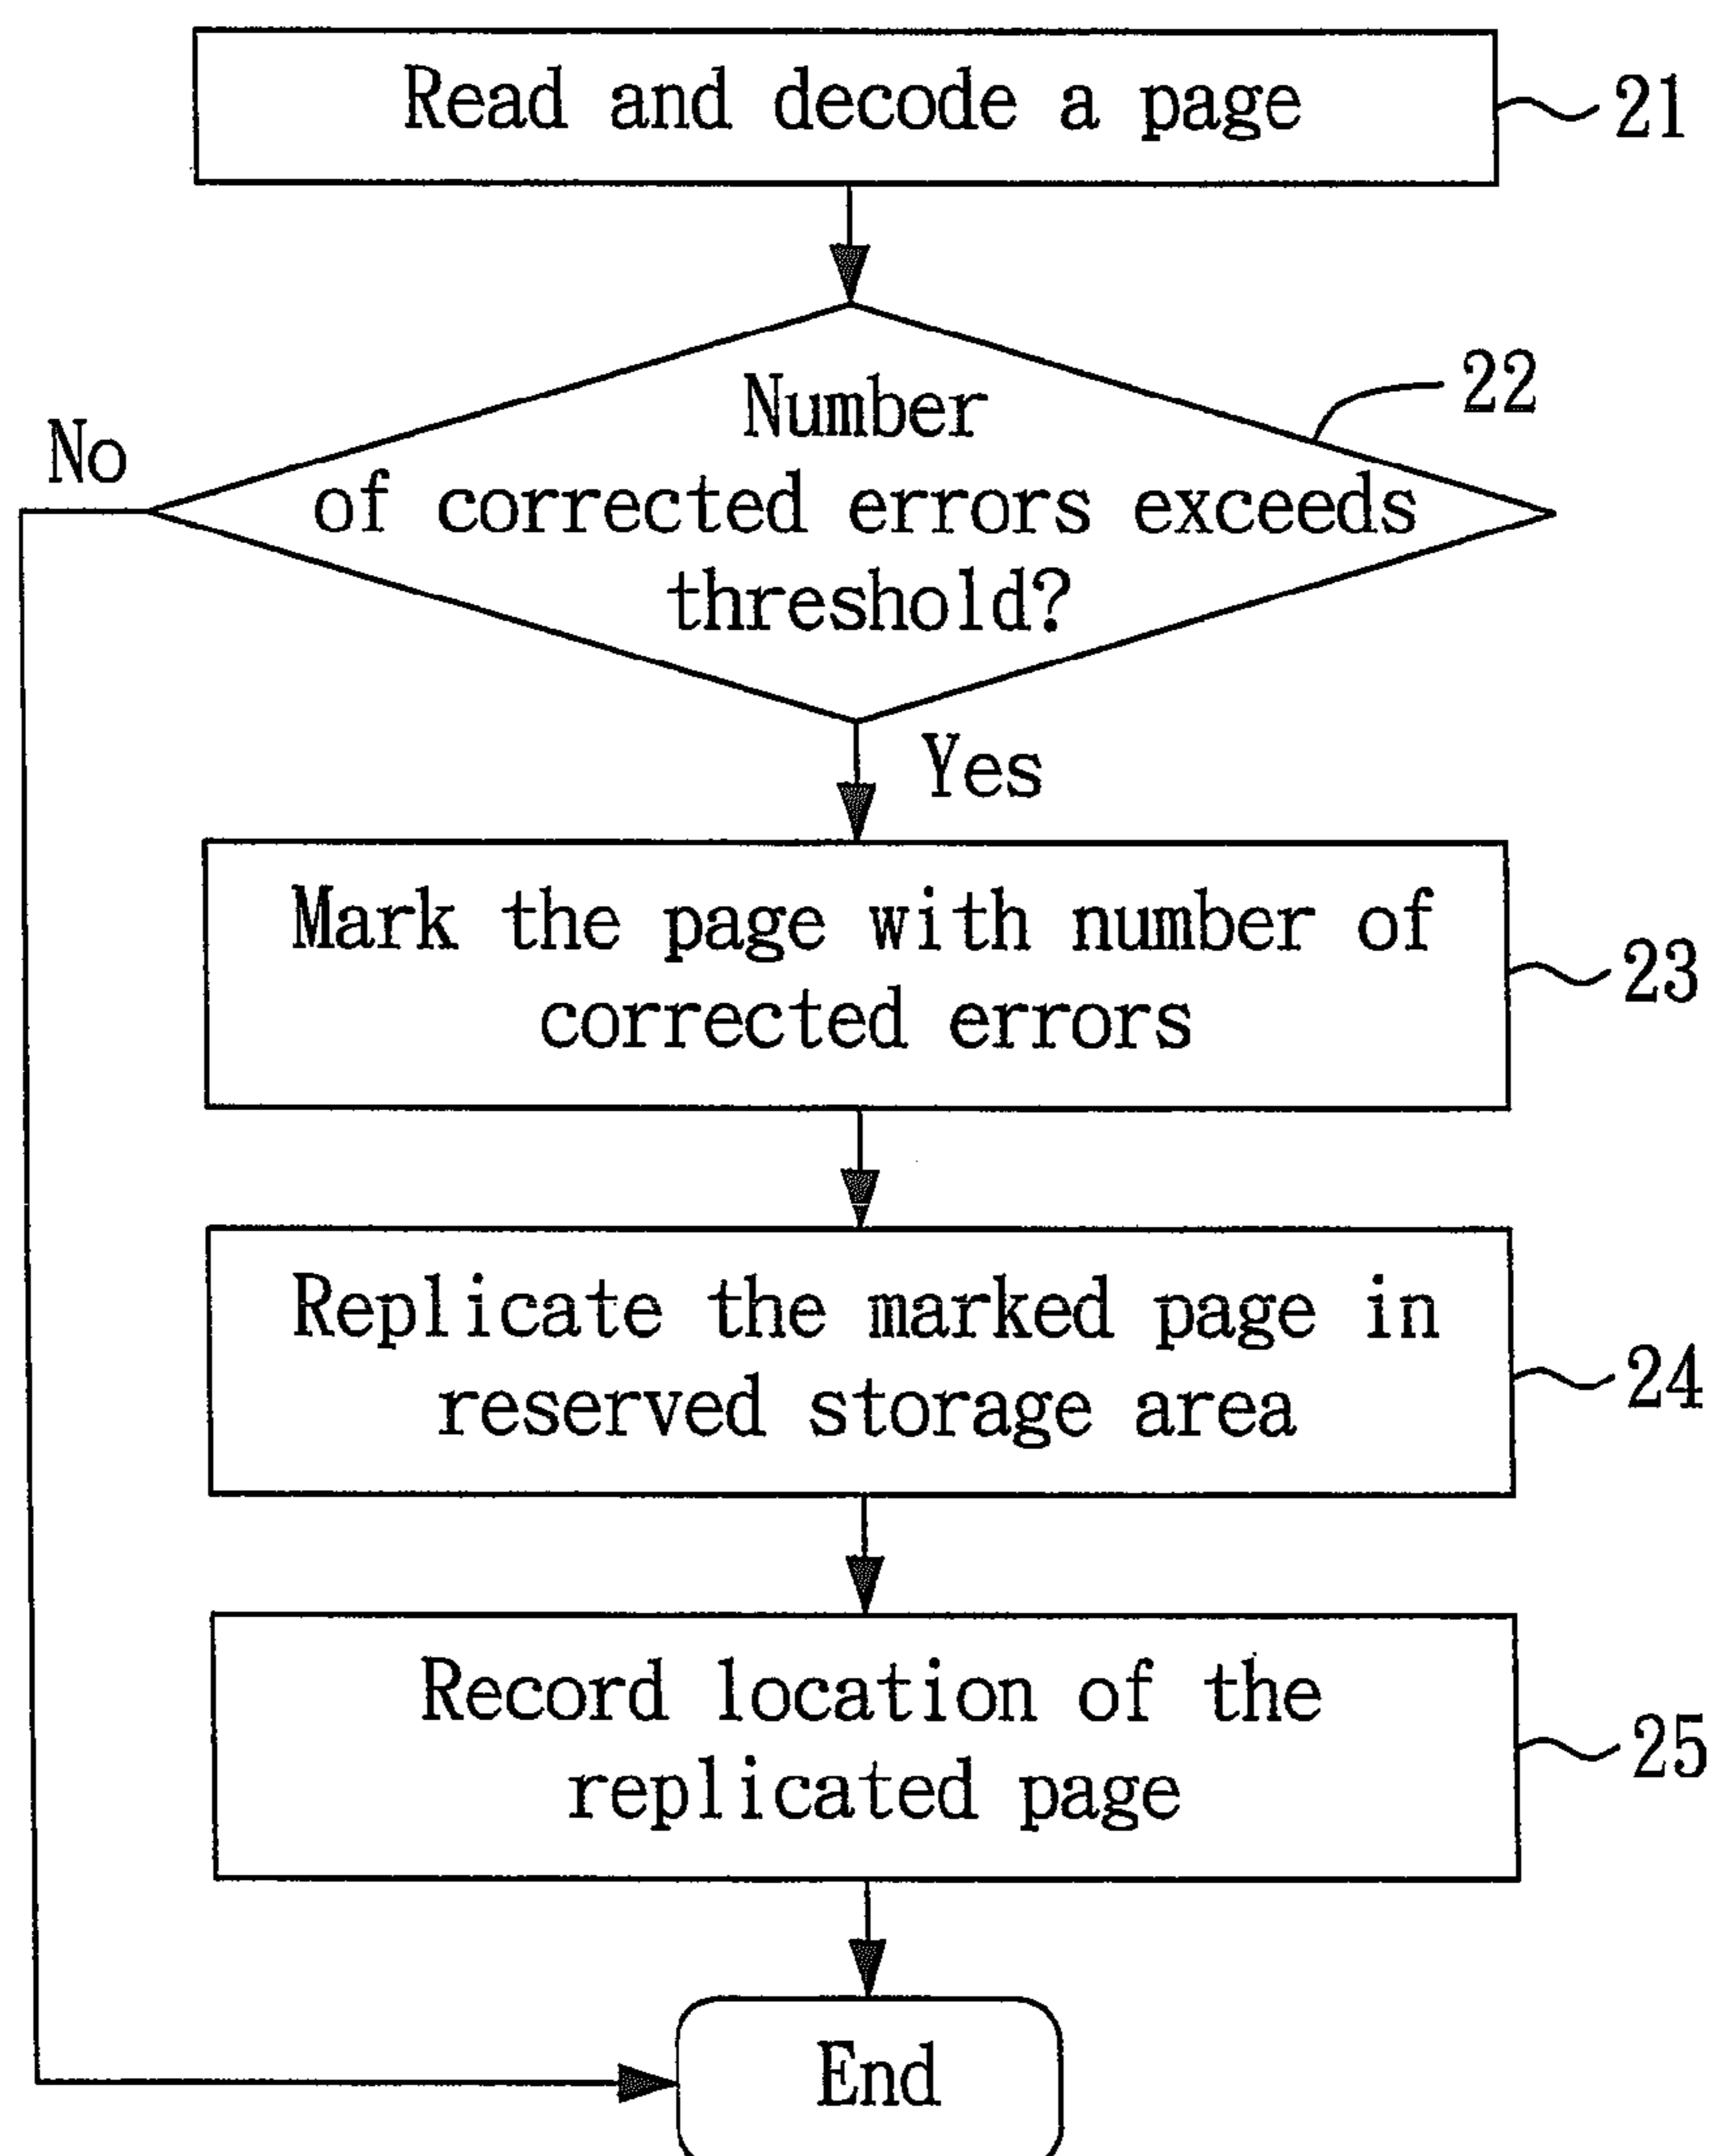 Read and decode a page
21
22
Number
of corrected errors exceeds
threshold?
No
Yes
Mark the page with number of
corrected errors
23
Replicate the marked page in
reserved storage area
24
Record location of the
replicated page
25
End